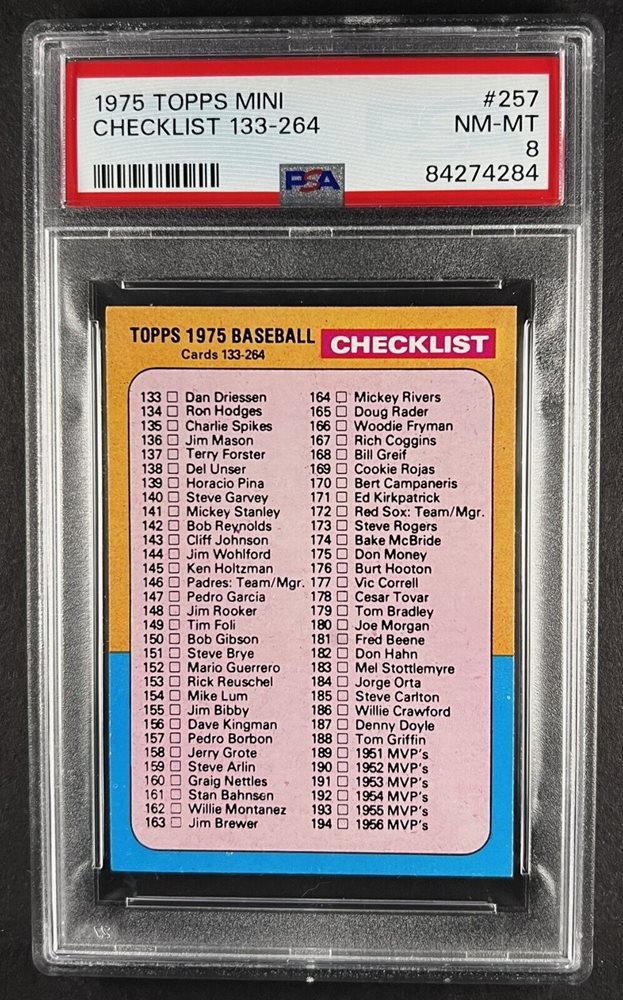 1975 TOPPS MINI #257
CHECKLIST 133-264 NM-MT
8
PSA 84274284
TOPPS 1975 BASEBALL CHECKLIST
Cards 133-264
133 Dan Driessen
134 Ron Hodges
135 Charlie Spikes
136 Jim Mason
137 Terry Forster
138 Del Unser
139 Horacio Pina
140 Steve Garvey
141 Mickey Stanley
142 Bob Reynolds
143 Cliff Johnson
144 Jim Wohlford
145 Ken Holtzman
146 Padres: Team/Mgr.
147 Pedro Garcia
148 Jim Rooker
149 Tim Foli
150 Bob Gibson
151 Steve Brye
152 Mario Guerrero
153 Rick Reuschel
154 Mike Lum
155 Jim Bibby
156 Dave Kingman
157 Pedro Borbon
158 Jerry Grote
159 Steve Arlin
160 Graig Nettles
161 Stan Bahnsen
162 Willie Montanez
163 Jim Brewer
164 Mickey Rivers
165 Doug Rader
166 Woodie Fryman
167 Rich Coggins
168 Bill Greif
169 Cookie Rojas
170 Bert Campaneris
171 Ed Kirkpatrick
172 Red Sox: Team/Mgr.
173 Steve Rogers
174 Bake McBride
175 Don Money
176 Burt Hooton
177 Vic Correll
178 Cesar Tovar
179 Tom Bradley
180 Joe Morgan
181 Fred Beene
182 Don Hahn
183 Mel Stottlemyre
184 Jorge Orta
185 Steve Carlton
186 Willie Crawford
187 Denny Doyle
188 Tom Griffin
189 1951 MVP's
190 1952 MVP's
191 1953 MVP's
192 1954 MVP's
193 1955 MVP's
194 1956 MVP's